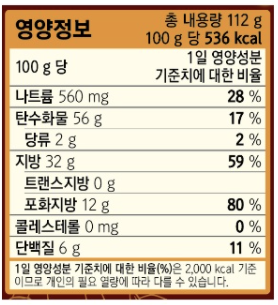 영양정보
총 내용량 112 g
100 g 당 536 kcal
100 g 당
1일 영양성분
기준치에 대한 비율
나트륨 560 mg 28 %
탄수화물 56 g 17 %
당류 2 g 2 %
지방 32 g 59 %
트랜스지방 0 g
포화지방 12 g 80 %
콜레스테롤 0 mg 0 %
단백질 6 g 11 %
1일 영양성분 기준치에 대한 비율(%)은 2,000 kcal 기준
이므로 개인의 필요 열량에 따라 다를 수 있습니다.